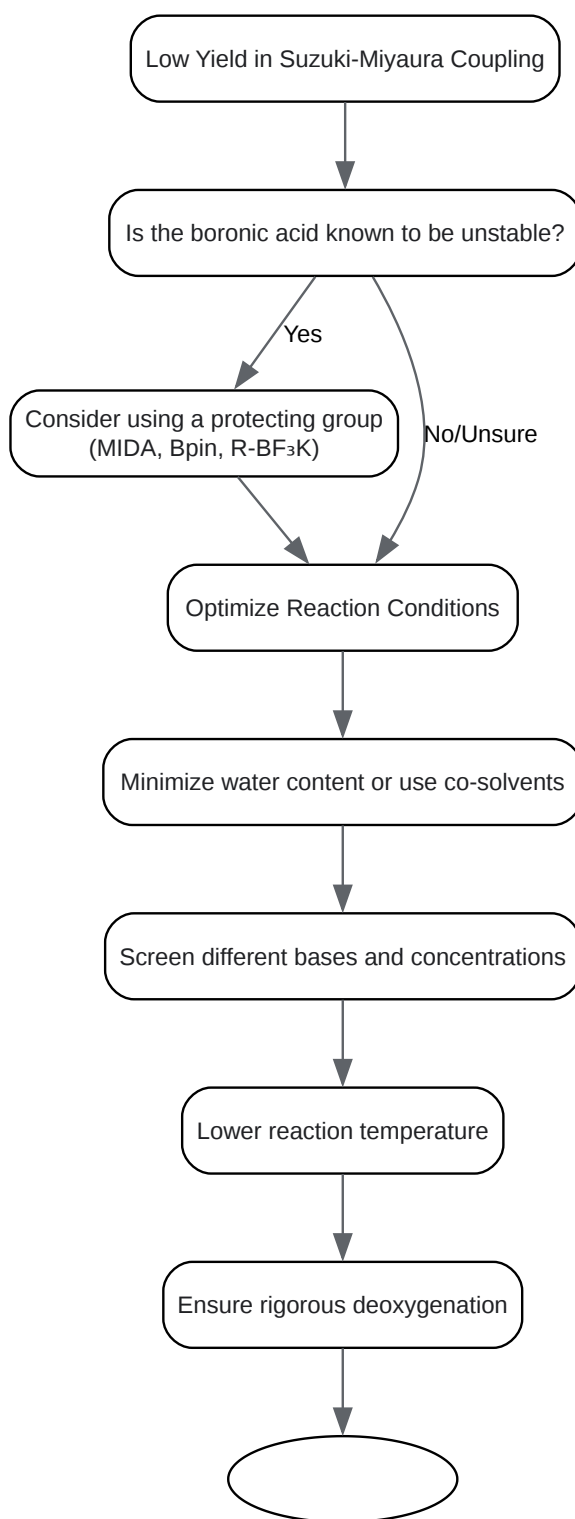 Low Yield in Suzuki-Miyaura Coupling
Is the boronic acid known to be unstable?
Yes
Consider using a protecting group
(MIDA, Bpin, R-BF₃K)
No/Unsure
Optimize Reaction Conditions
Minimize water content or use co-solvents
Screen different bases and concentrations
Lower reaction temperature
Ensure rigorous deoxygenation